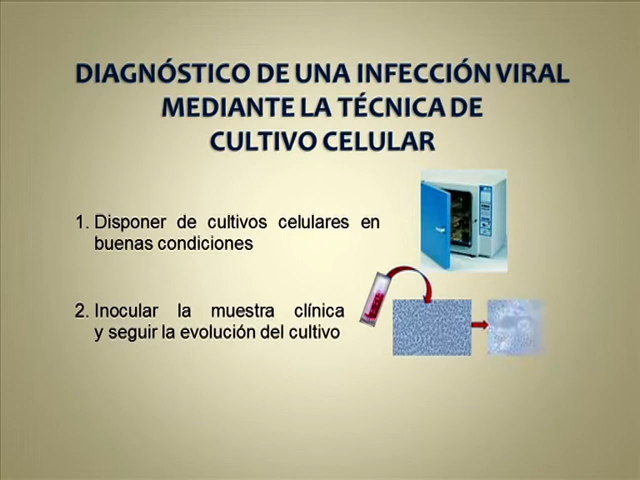 DIAGNÓSTICO DE UNA INFECCIÓN VIRAL
MEDIANTE LA TÉCNICA DE
CULTIVO CELULAR
1. Disponer de cultivos celulares en
buenas condiciones
2. Inocular la muestra clínica
y seguir la evolución del cultivo